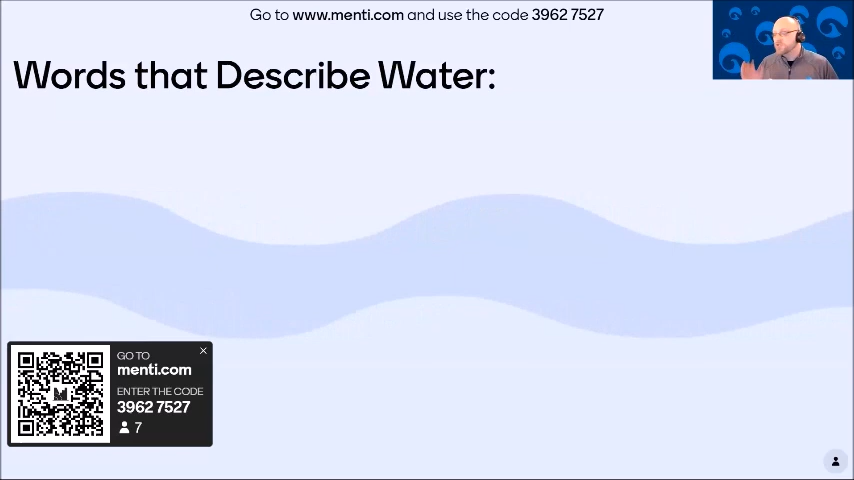 Go to www.menti.com and use the code 3962 7527
Words that Describe Water:
GO TO
menti.com
ENTER THE CODE
3962 7527
7